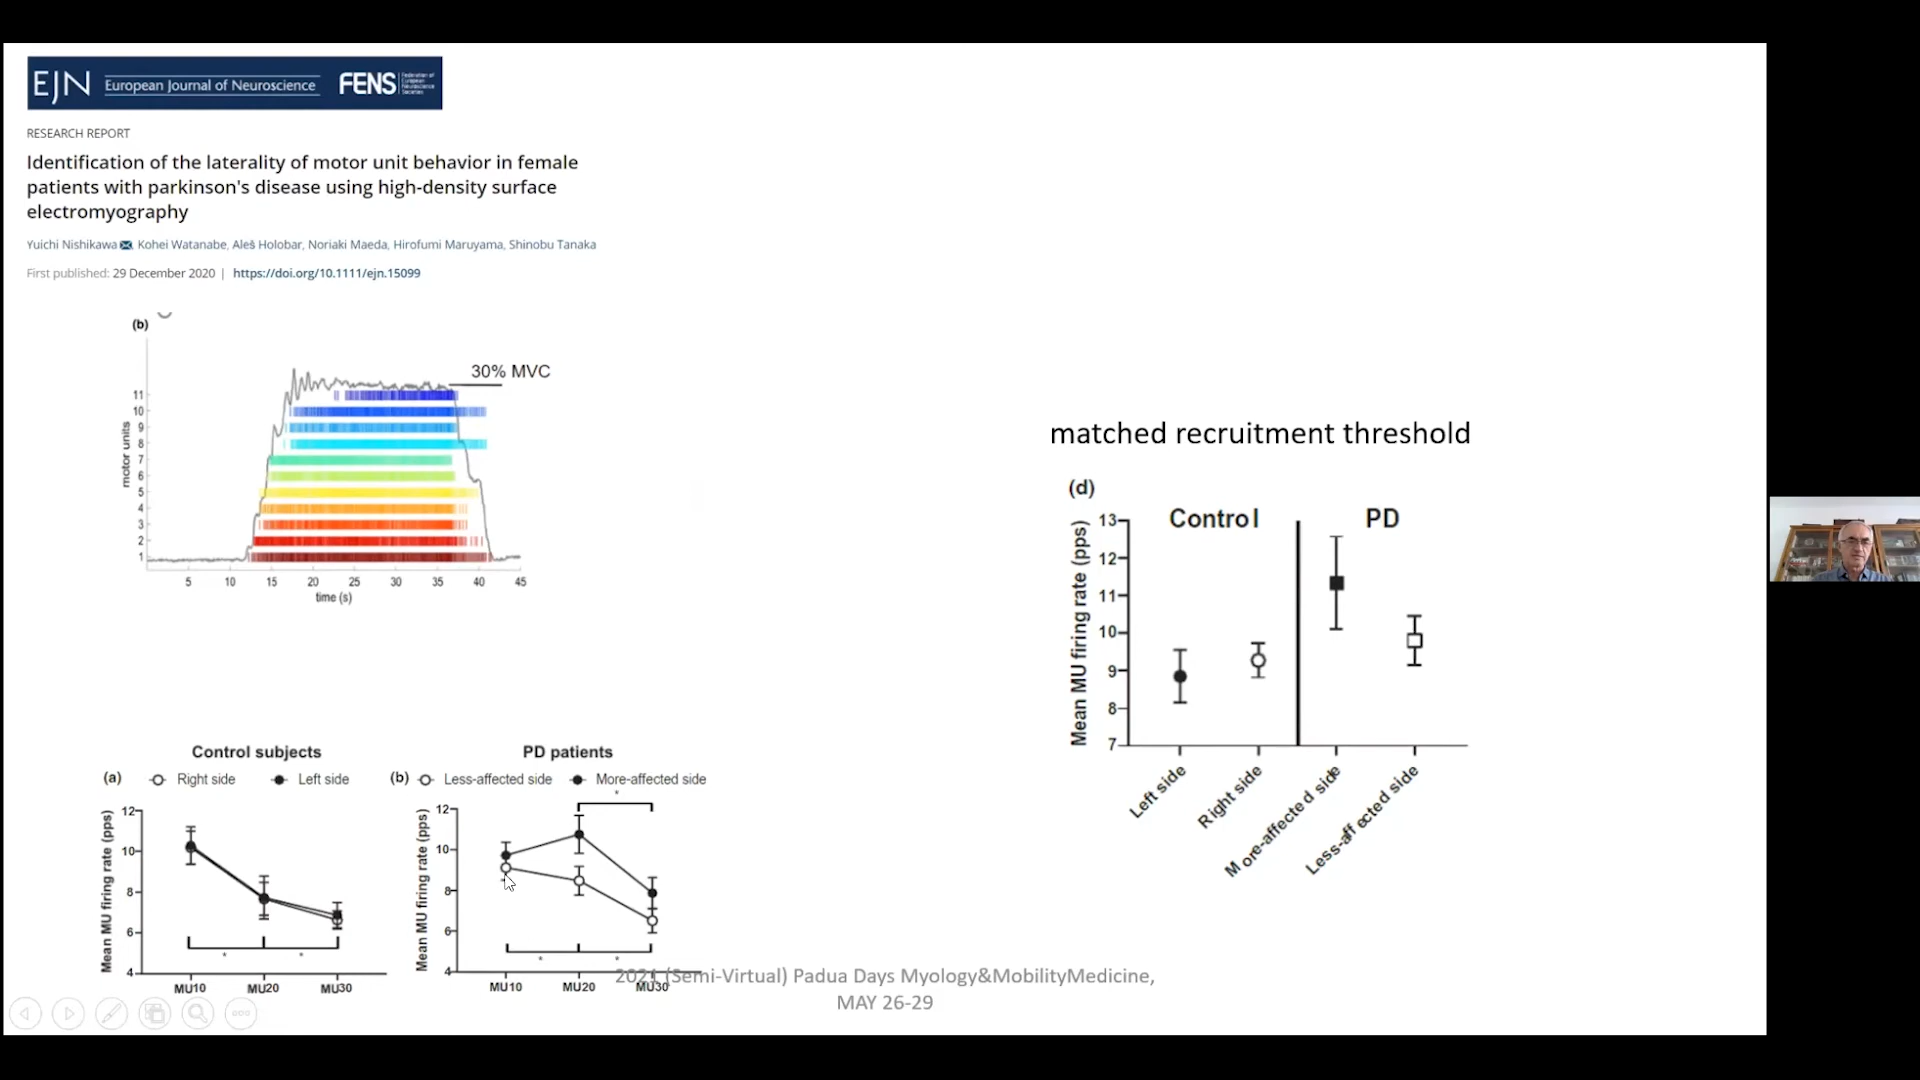 EJN European Journal of Neuroscience FENS Federation of European Neuroscience Societies
RESEARCH REPORT
Identification of the laterality of motor unit behavior in female
patients with parkinson's disease using high-density surface
electromyography
Yuichi Nishikawa, Kohei Watanabe, Aleš Holobar, Noriaki Maeda, Hirofumi Maruyama, Shinobu Tanaka
First published: 29 December 2020 | https://doi.org/10.1111/ejn.15099
(b)
30% MVC
motor units
11
10
9
8
7
6
5
4
3
2
1
5 10 15 20 25 30 35 40 45
time (s)
matched recruitment threshold
(d)
Control PD
Mean MU firing rate (pps)
13
12
11
10
9
8
7
Left side
Right side
More-affected side
Less-affected side
Control subjects
(a) Right side Left side
Mean MU firing rate (pps)
12
10
8
6
4
* *
MU10 MU20 MU30
PD patients
(b) Less-affected side More-affected side
Mean MU firing rate (pps)
12
10
8
6
4
*
* *
MU10 MU20 MU30
2021 (Semi-Virtual) Padua Days Myology&MobilityMedicine,
MAY 26-29